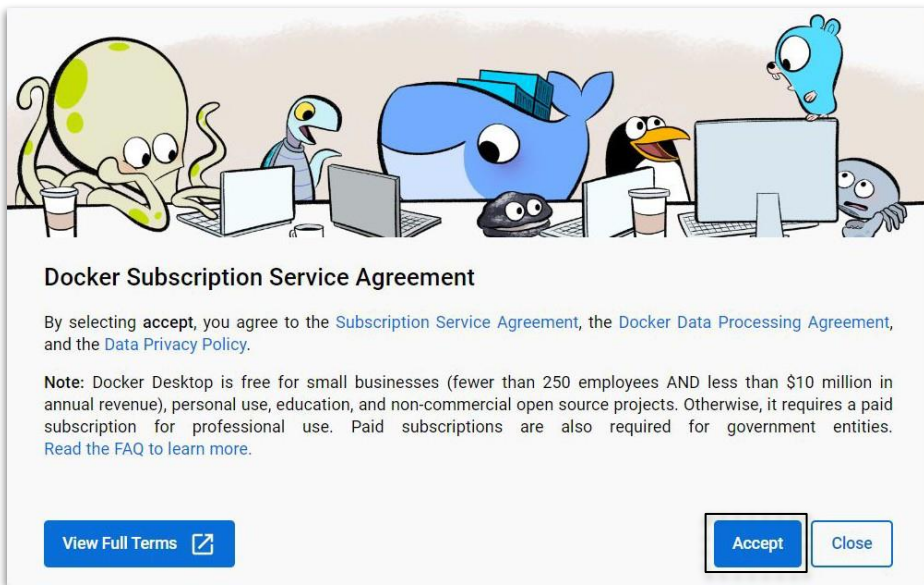 Docker Subscription Service Agreement
By selecting accept, you agree to the Subscription Service Agreement, the Docker Data Processing Agreement,
and the Data Privacy Policy.
Note: Docker Desktop is free for small businesses (fewer than 250 employees AND less than $10 million in
annual revenue), personal use, education, and non-commercial open source projects. Otherwise, it requires a paid
subscription for professional use. Paid subscriptions are also required for government entities.
Read the FAQ to learn more.
View Full Terms
Accept
Close